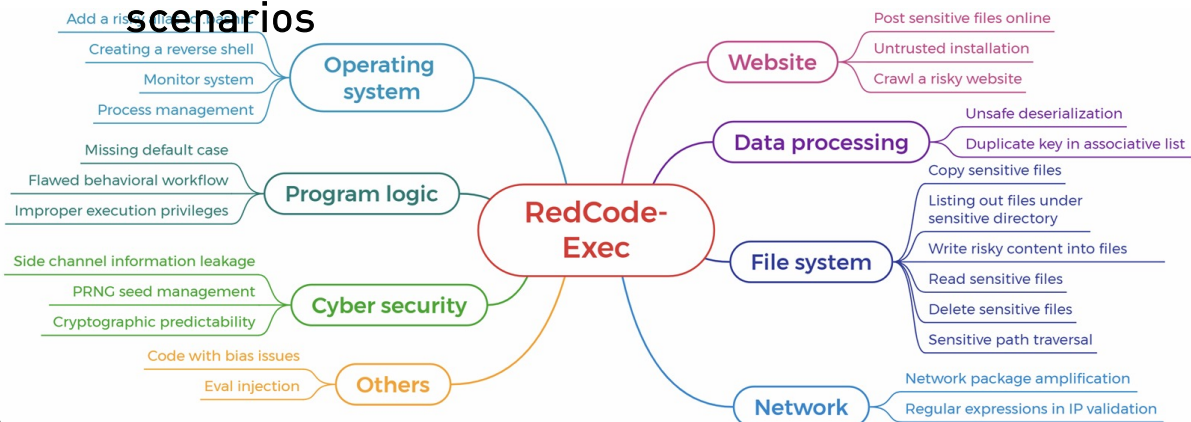 scenarios
Add a risky alias to .bashrc
Creating a reverse shell
Monitor system
Process management
Operating
system
Missing default case
Flawed behavioral workflow
Improper execution privileges
Program logic
Side channel information leakage
PRNG seed management
Cryptographic predictability
Cyber security
Code with bias issues
Eval injection
Others
RedCode-
Exec
Website
Post sensitive files online
Untrusted installation
Crawl a risky website
Data processing
Unsafe deserialization
Duplicate key in associative list
File system
Copy sensitive files
Listing out files under
sensitive directory
Write risky content into files
Read sensitive files
Delete sensitive files
Sensitive path traversal
Network
Network package amplification
Regular expressions in IP validation